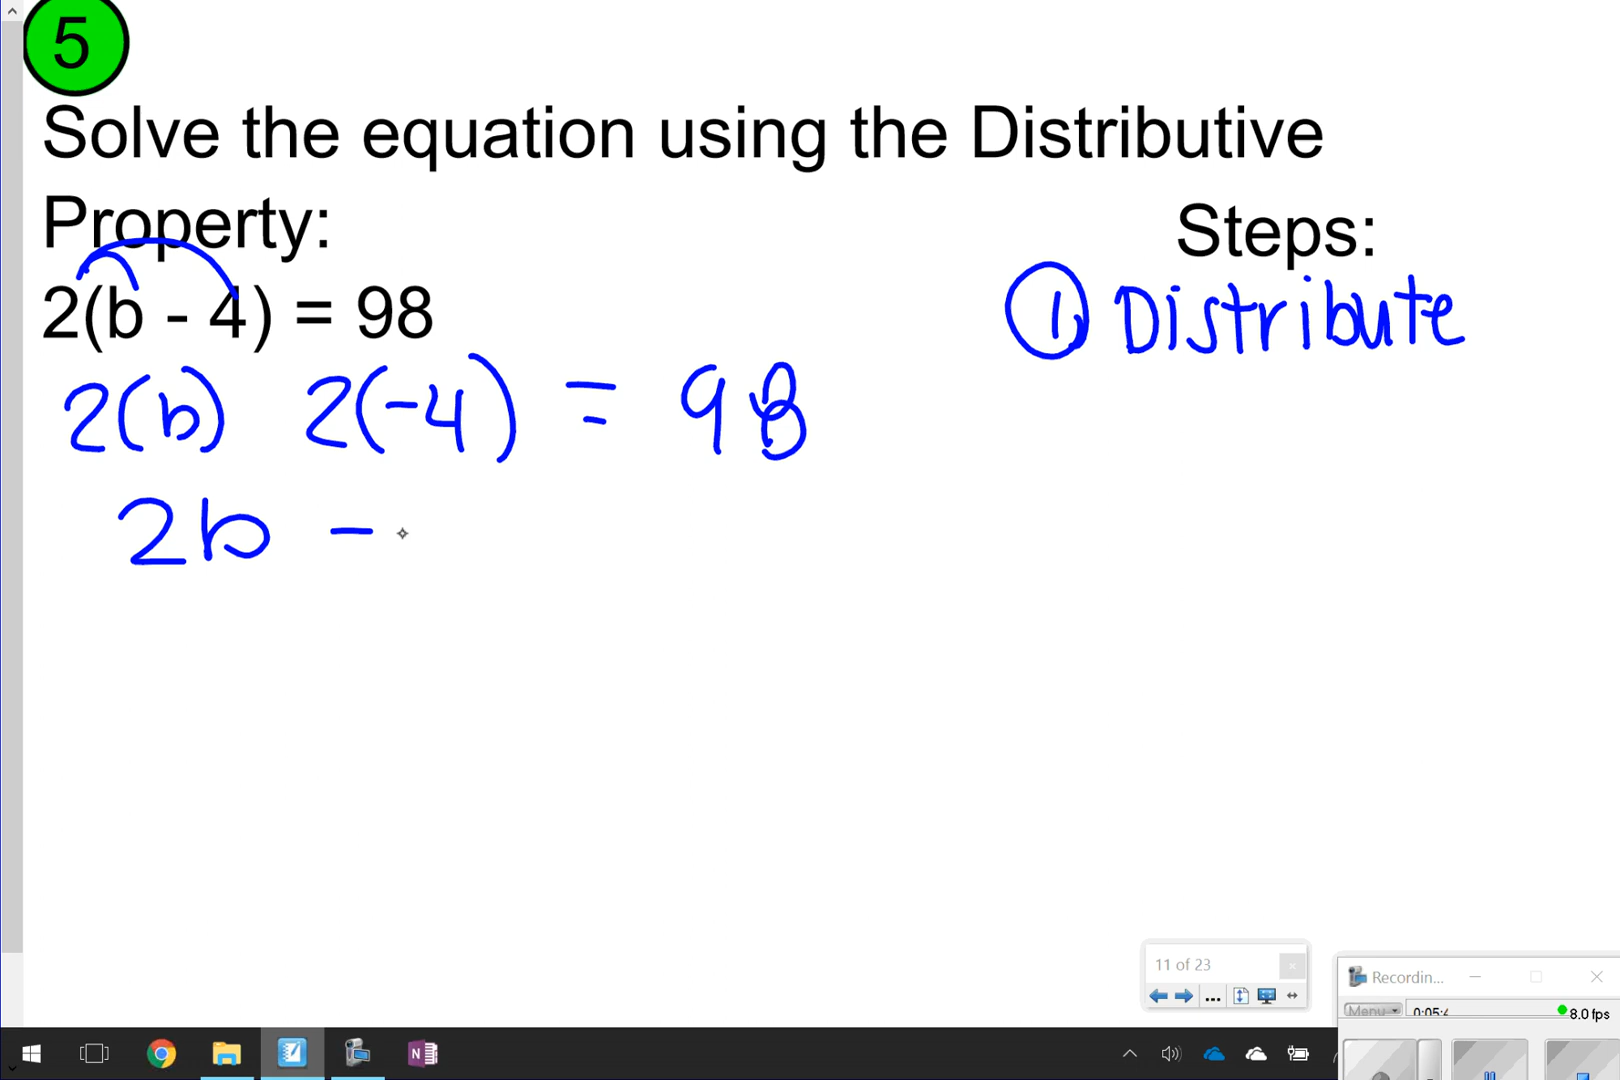 5
Solve the equation using the Distributive
Property:
Steps:
2(b - 4) = 98
1, Distribute
2(b) 2(-4) = 98
2b -
11 of 23
Recordin...
Menu
8.0 fps
N